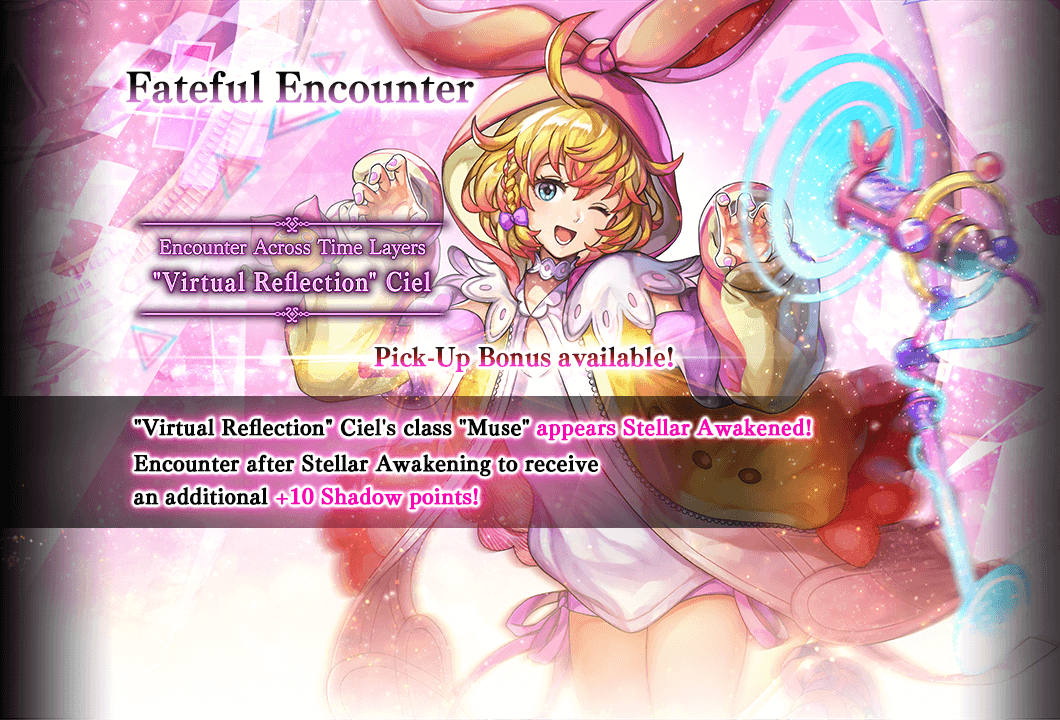 Fateful Encounter
Encounter Across Time Layers
"Virtual Reflection" Ciel
Pick-Up Bonus available!
"Virtual Reflection" Ciel's class "Muse" appears Stellar Awakened!
Encounter after Stellar Awakening to receive
an additional +10 Shadow points!